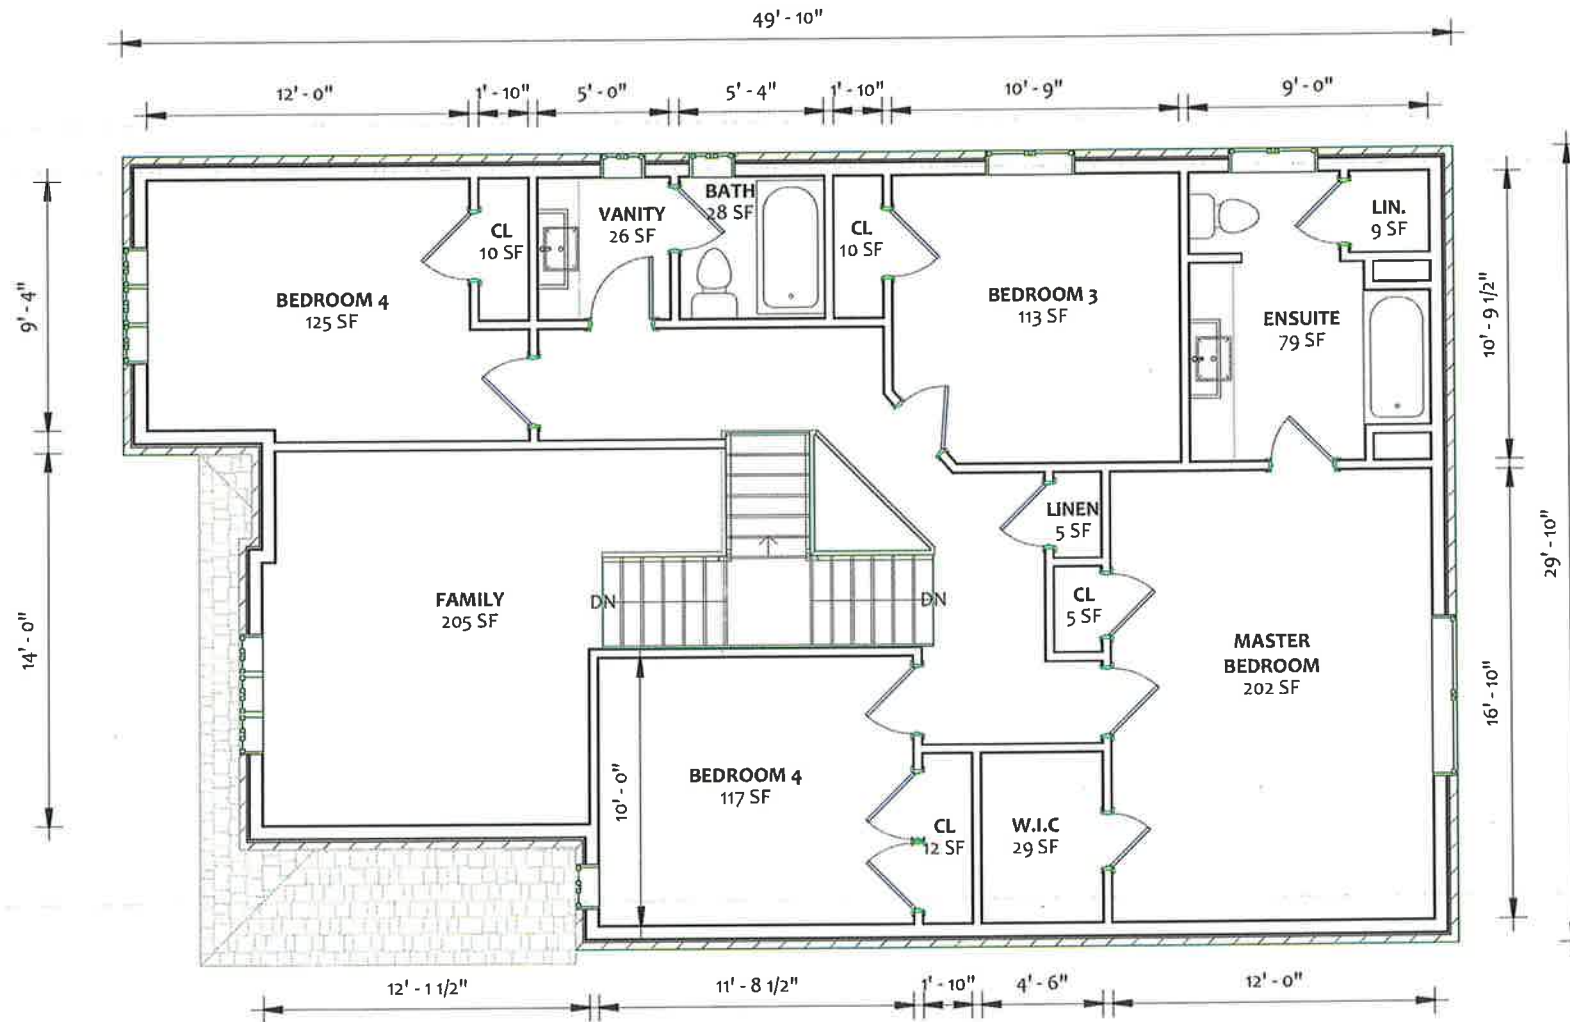 49' - 10"
12' - 0"
1' - 10"
5' - 0"
5' - 4"
1' - 10"
10' - 9"
9' - 0"
BATH
28 SF
VANITY
26 SF
CL
10 SF
CL
10 SF
LIN.
9 SF
BEDROOM 4
125 SF
BEDROOM 3
113 SF
ENSUITE
79 SF
9' - 4"
10' - 9 1/2"
29' - 10"
LINEN
5 SF
CL
5 SF
FAMILY
205 SF
DN
DN
14' - 0"
MASTER
BEDROOM
202 SF
16' - 10"
BEDROOM 4
117 SF
10' - 0"
CL
12 SF
W.I.C
29 SF
12' - 1 1/2"
11' - 8 1/2"
1' - 10"
4' - 6"
12' - 0"